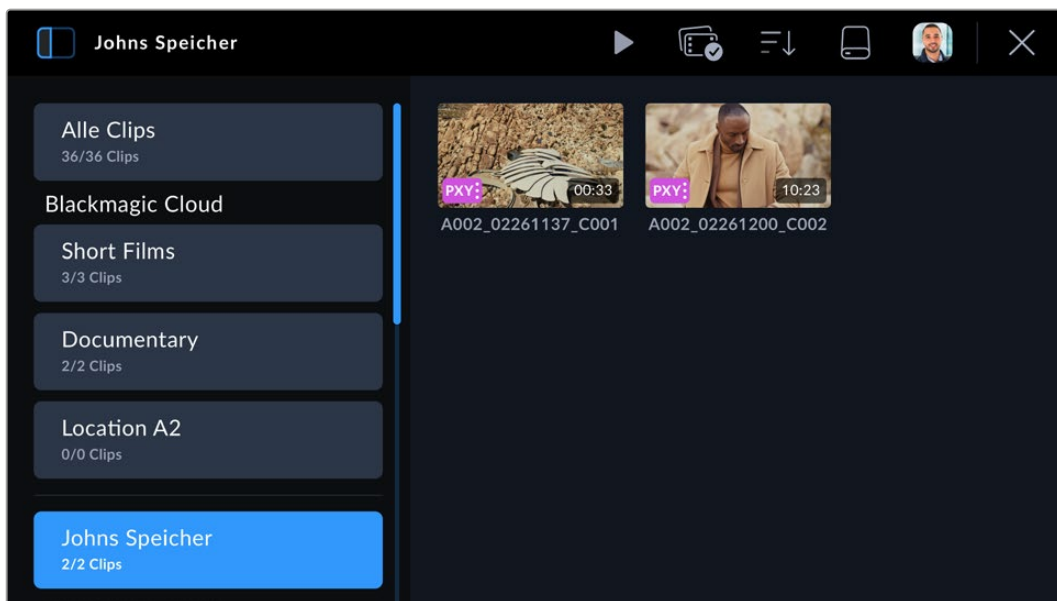 Johns Speicher
Alle Clips
36/36 Clips
Blackmagic Cloud
Short Films
3/3 Clips
Documentary
2/2 Clips
Location A2
0/0 Clips
Johns Speicher
2/2 Clips
PXY 00:33
A002_02261137_C001
PXY 10:23
A002_02261200_C002